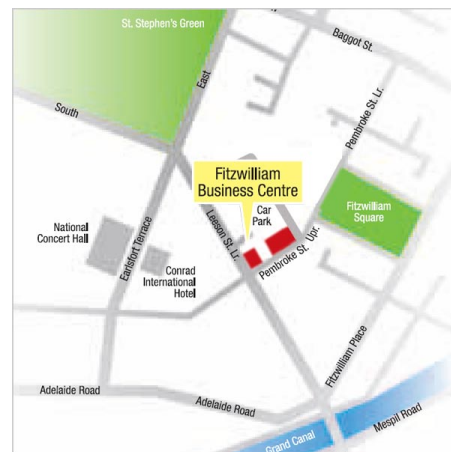 St. Stephen's Green
Baggot St.
East
South
Pembroke St. Lr.
Fitzwilliam
Business Centre
Car
Park
Fitzwilliam
Square
Leeson St. Lr.
National
Concert Hall
Earlsfort Terrace
Conrad
International
Hotel
Pembroke St. Upr.
Fitzwilliam Place
Adelaide Road
Adelaide Road
Mespil Road
Grand Canal